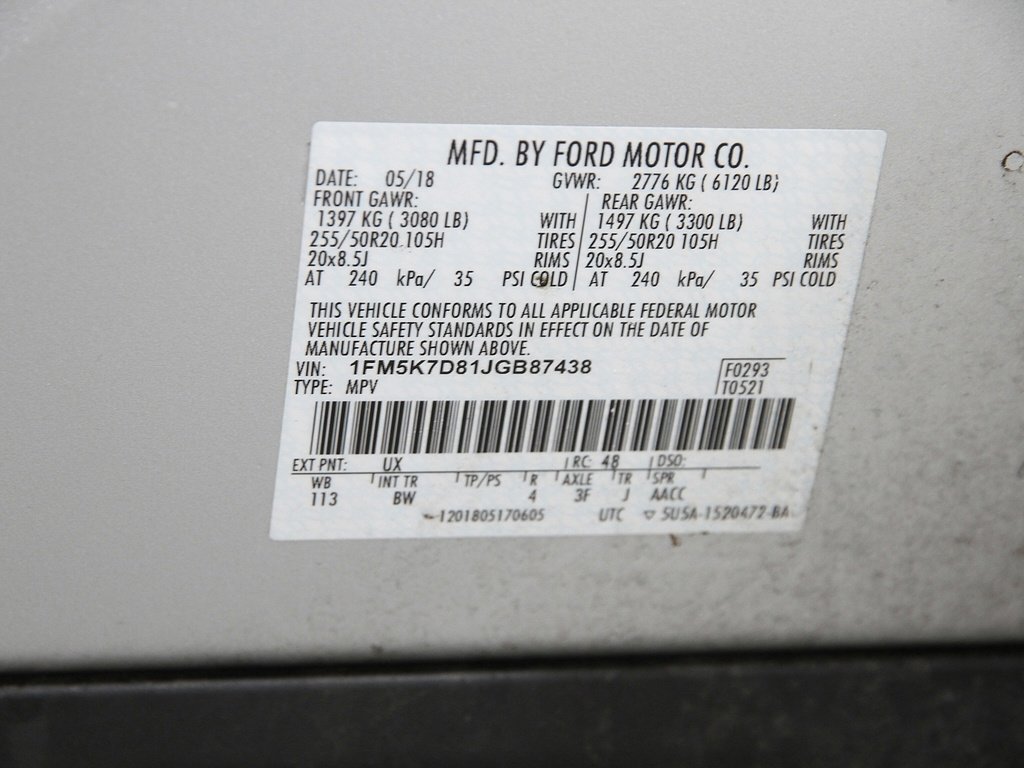 MFD. BY FORD MOTOR CO.
DATE: 05/18 GVWR: 2776 KG ( 6120 LB)
FRONT GAWR: REAR GAWR:
1397 KG ( 3080 LB) WITH 1497 KG ( 3300 LB) WITH
255/50R20 105H TIRES 255/50R20 105H TIRES
20x8.5J RIMS 20x8.5J RIMS
AT 240 kPa/ 35 PSI COLD AT 240 kPa/ 35 PSI COLD
THIS VEHICLE CONFORMS TO ALL APPLICABLE FEDERAL MOTOR
VEHICLE SAFETY STANDARDS IN EFFECT ON THE DATE OF
MANUFACTURE SHOWN ABOVE.
VIN: 1FM5K7D81JGB87438 F0293
TYPE: MPV T0521
EXT PNT: UX RC: 48 DSO:
WB INT TR TP/PS R AXLE TR SPR
113 BW 4 3F J AACC
1201805170605 UTC ▽ 5U5A-1520472-BA